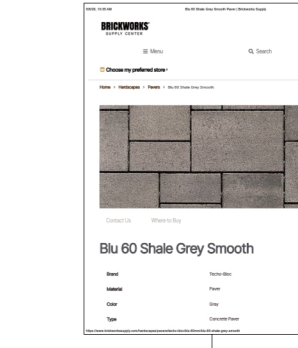 Blu 60 Shale Grey Smooth Pavers | Brickworks Supply
BRICKWORKS
SUPPLY CENTER
Menu Search
Choose my preferred store
Home > Hardscapes > Pavers > Blu 60 Shale Grey Smooth
Contact Us Where to Buy
Blu 60 Shale Grey Smooth
Brand Techo-Bloc
Material Paver
Color Gray
Type Concrete Paver